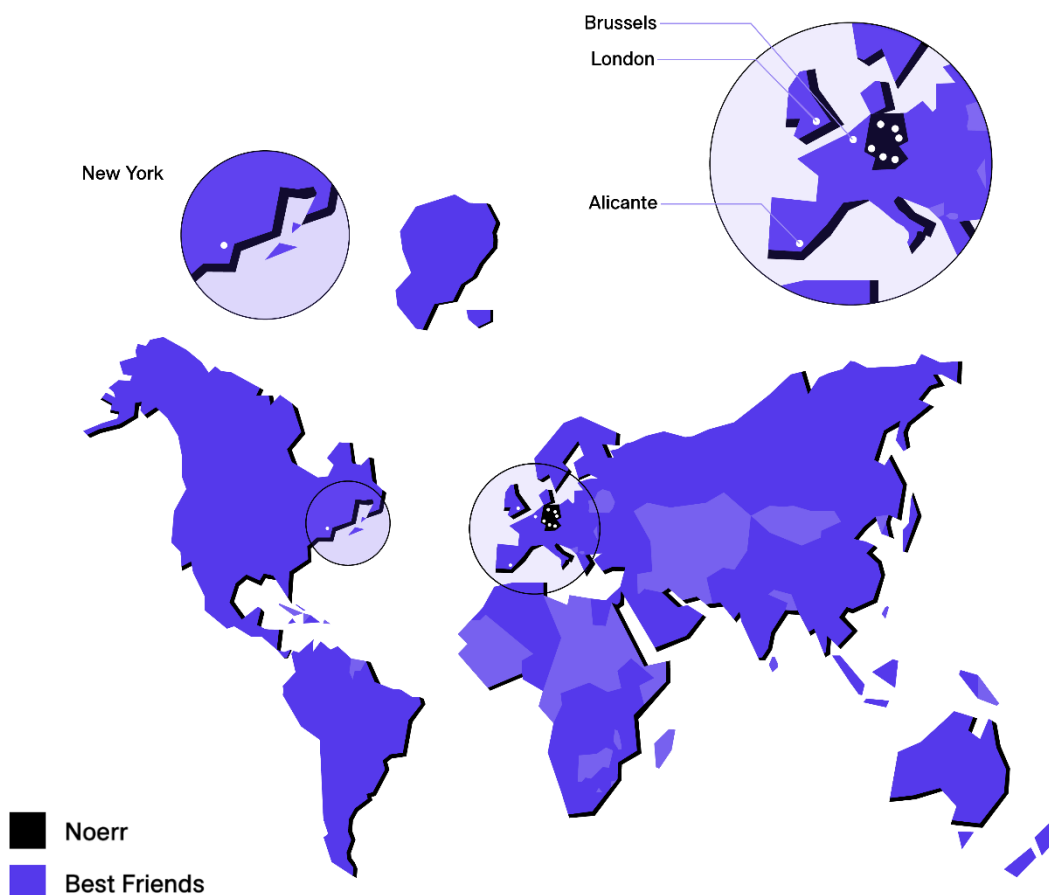 Brussels
London
New York
Alicante
Noerr
Best Friends